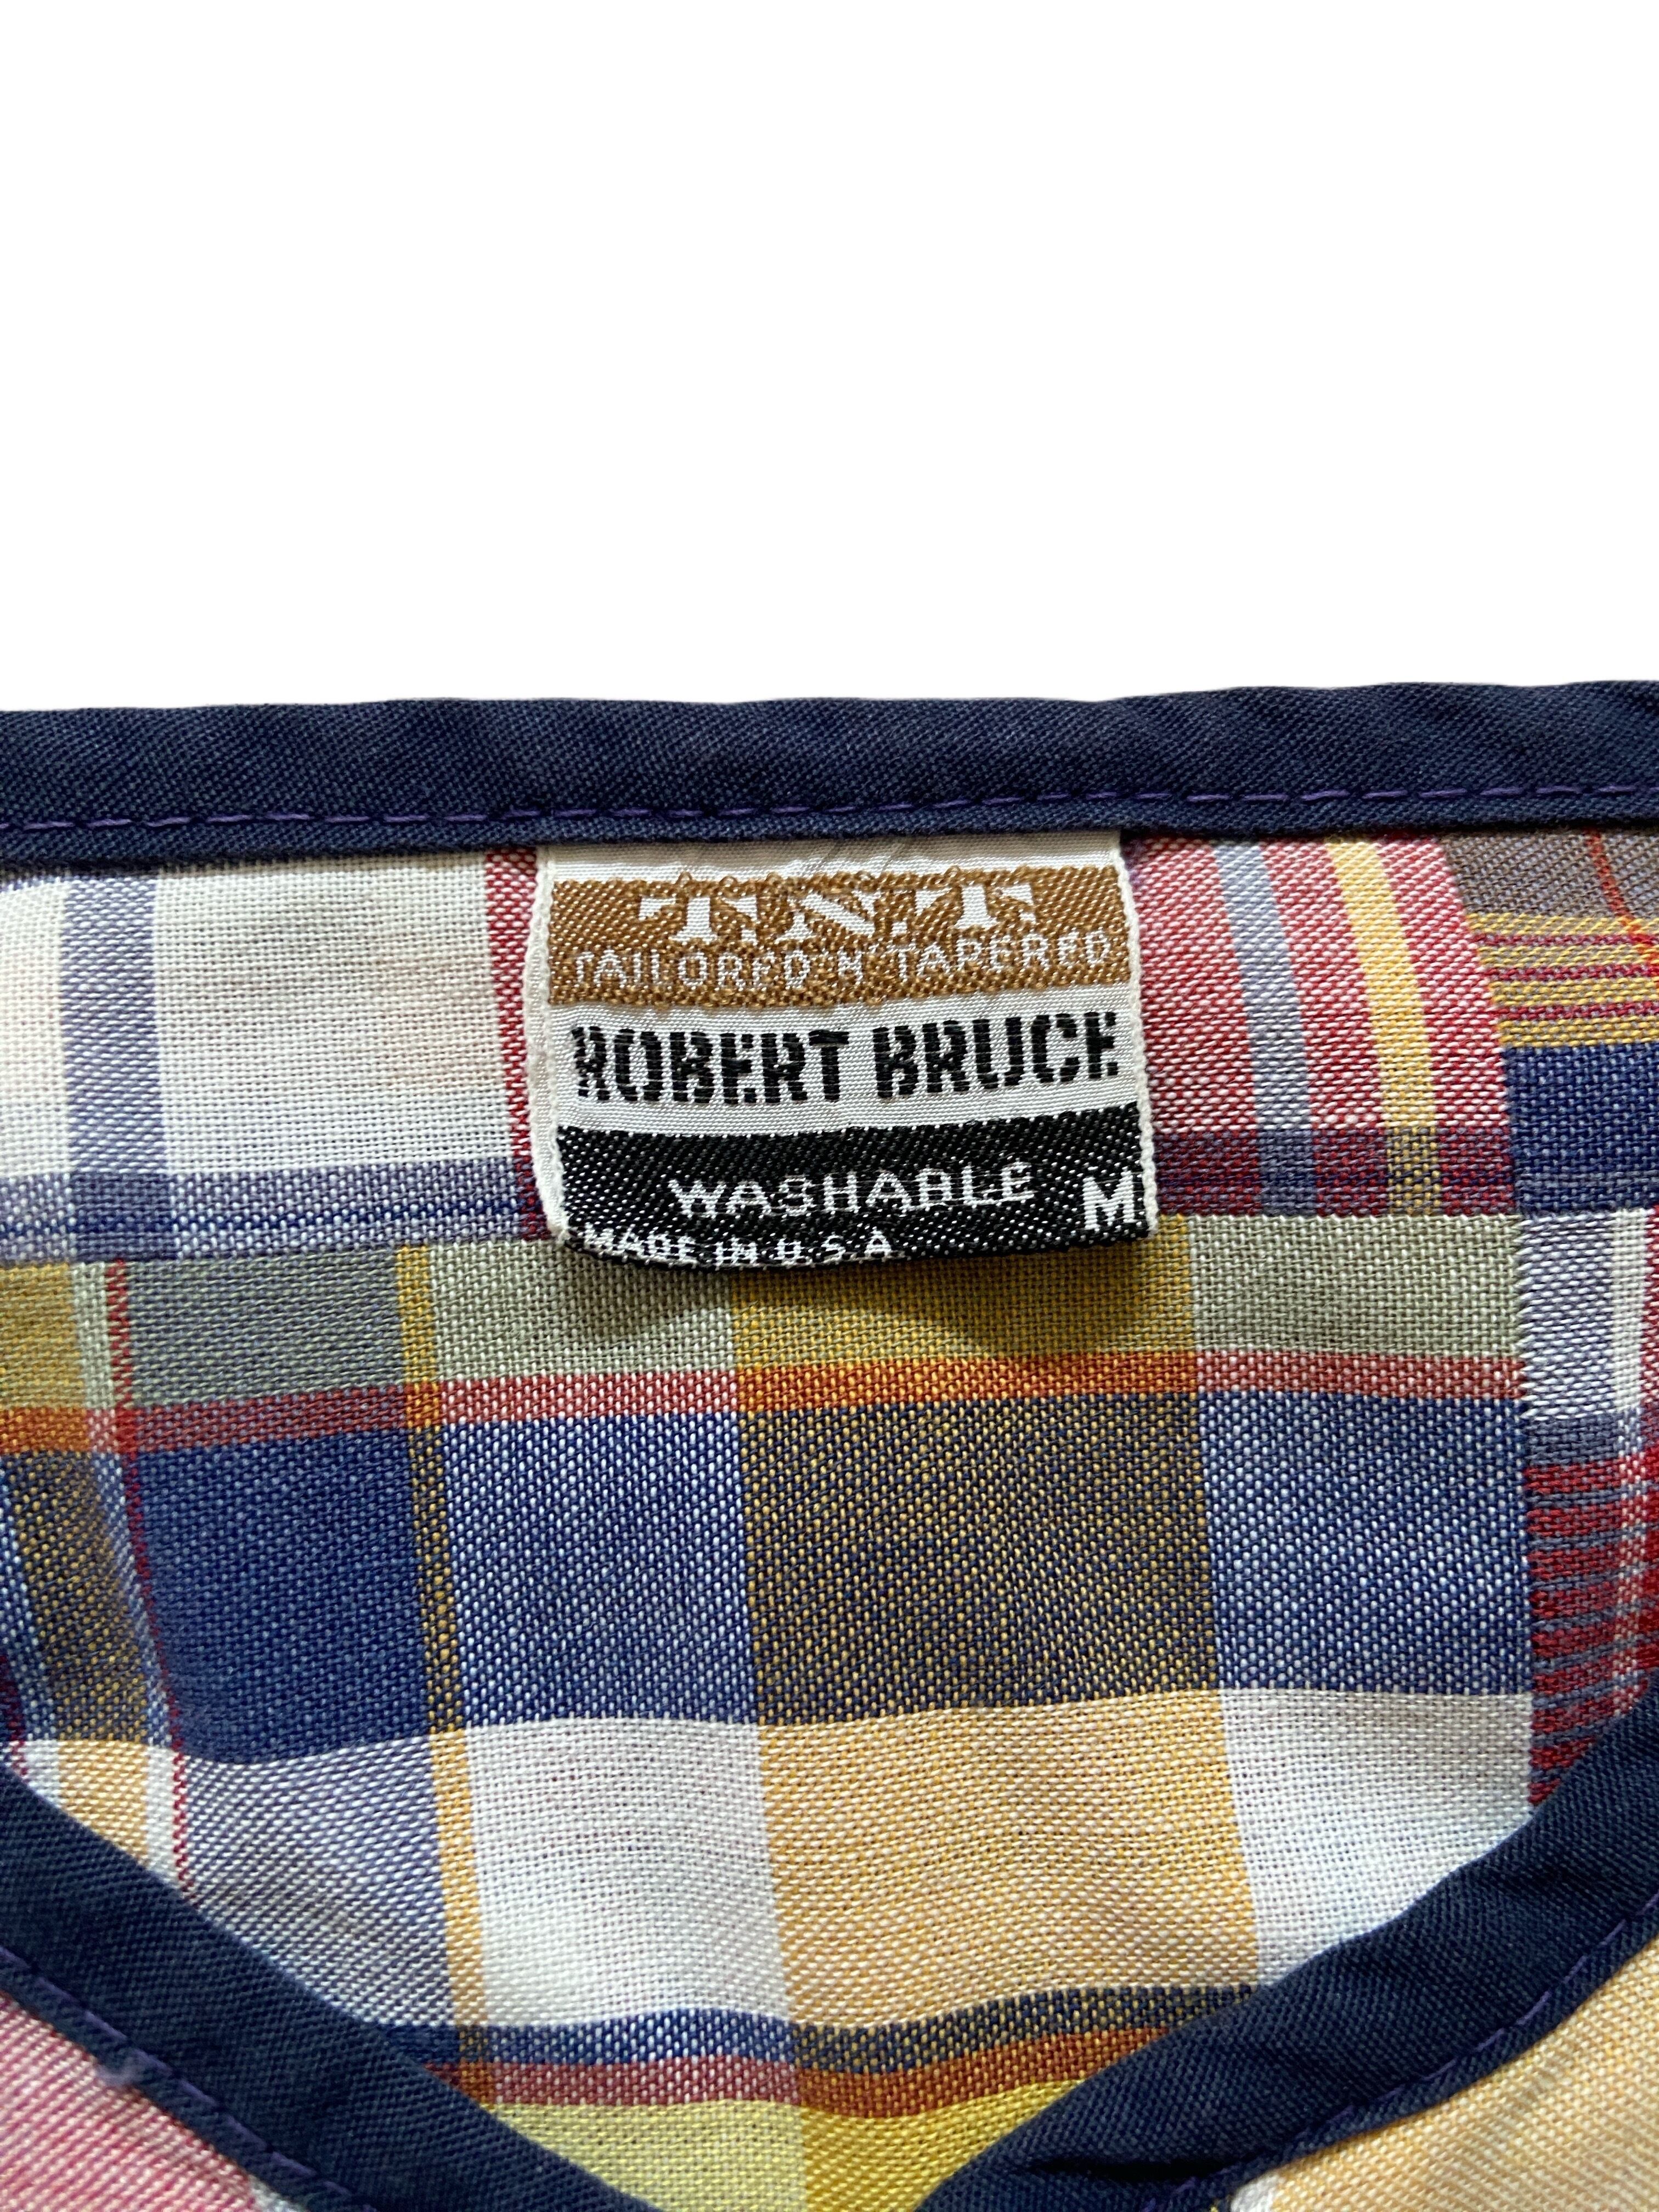 T.N.T.
TAILORED 'N' TAPERED
ROBERT BRUCE
WASHABLE
M
MADE IN U.S.A